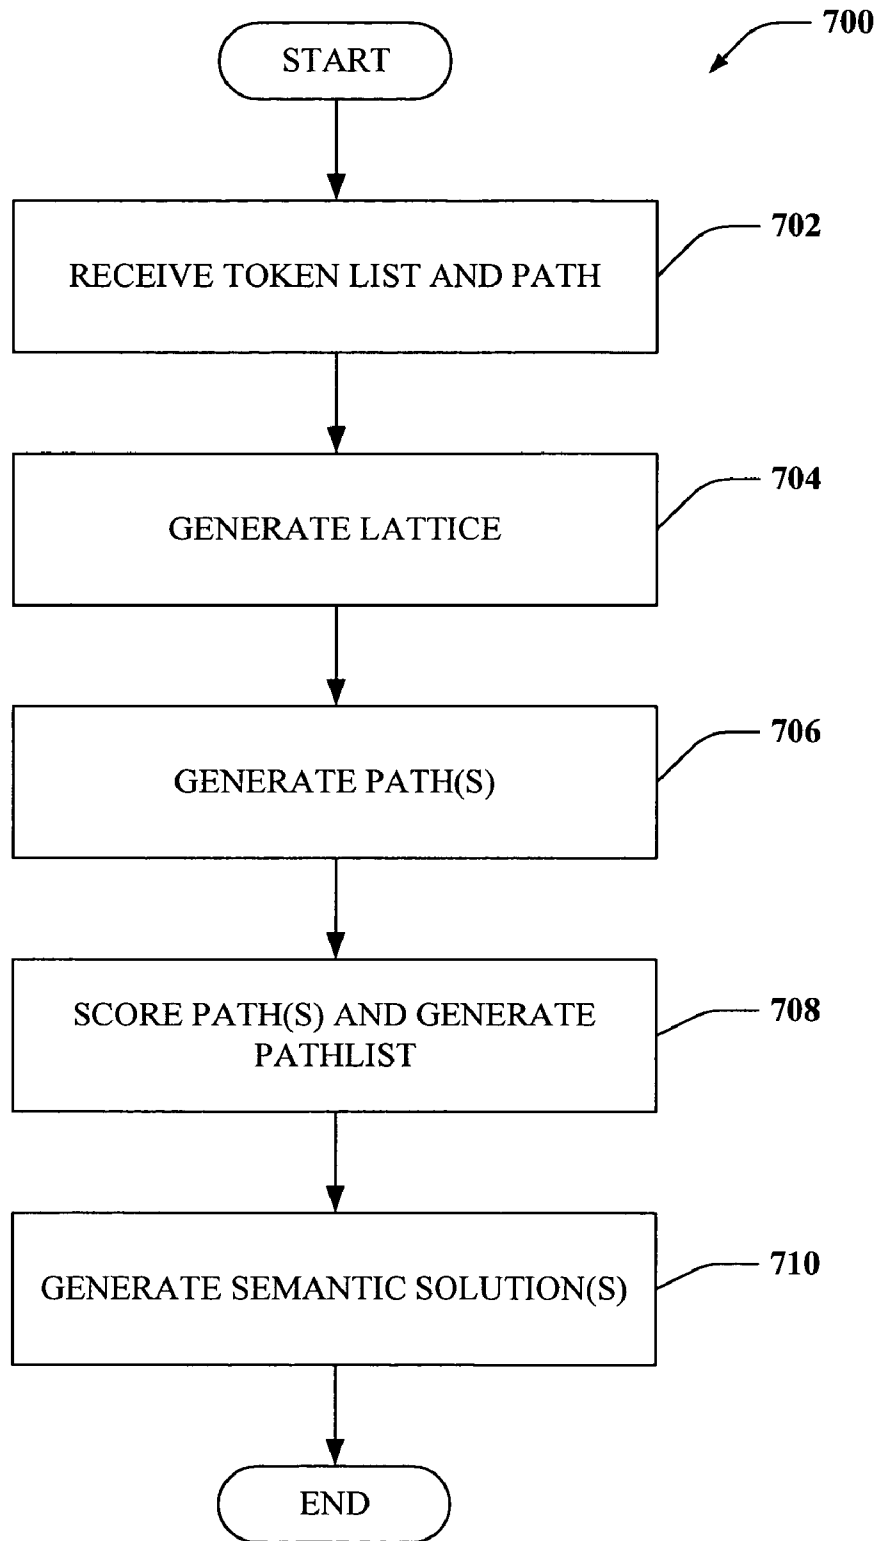 700
START
702
RECEIVE TOKEN LIST AND PATH
704
GENERATE LATTICE
706
GENERATE PATH(S)
708
SCORE PATH(S) AND GENERATE
PATHLIST
710
GENERATE SEMANTIC SOLUTION(S)
END